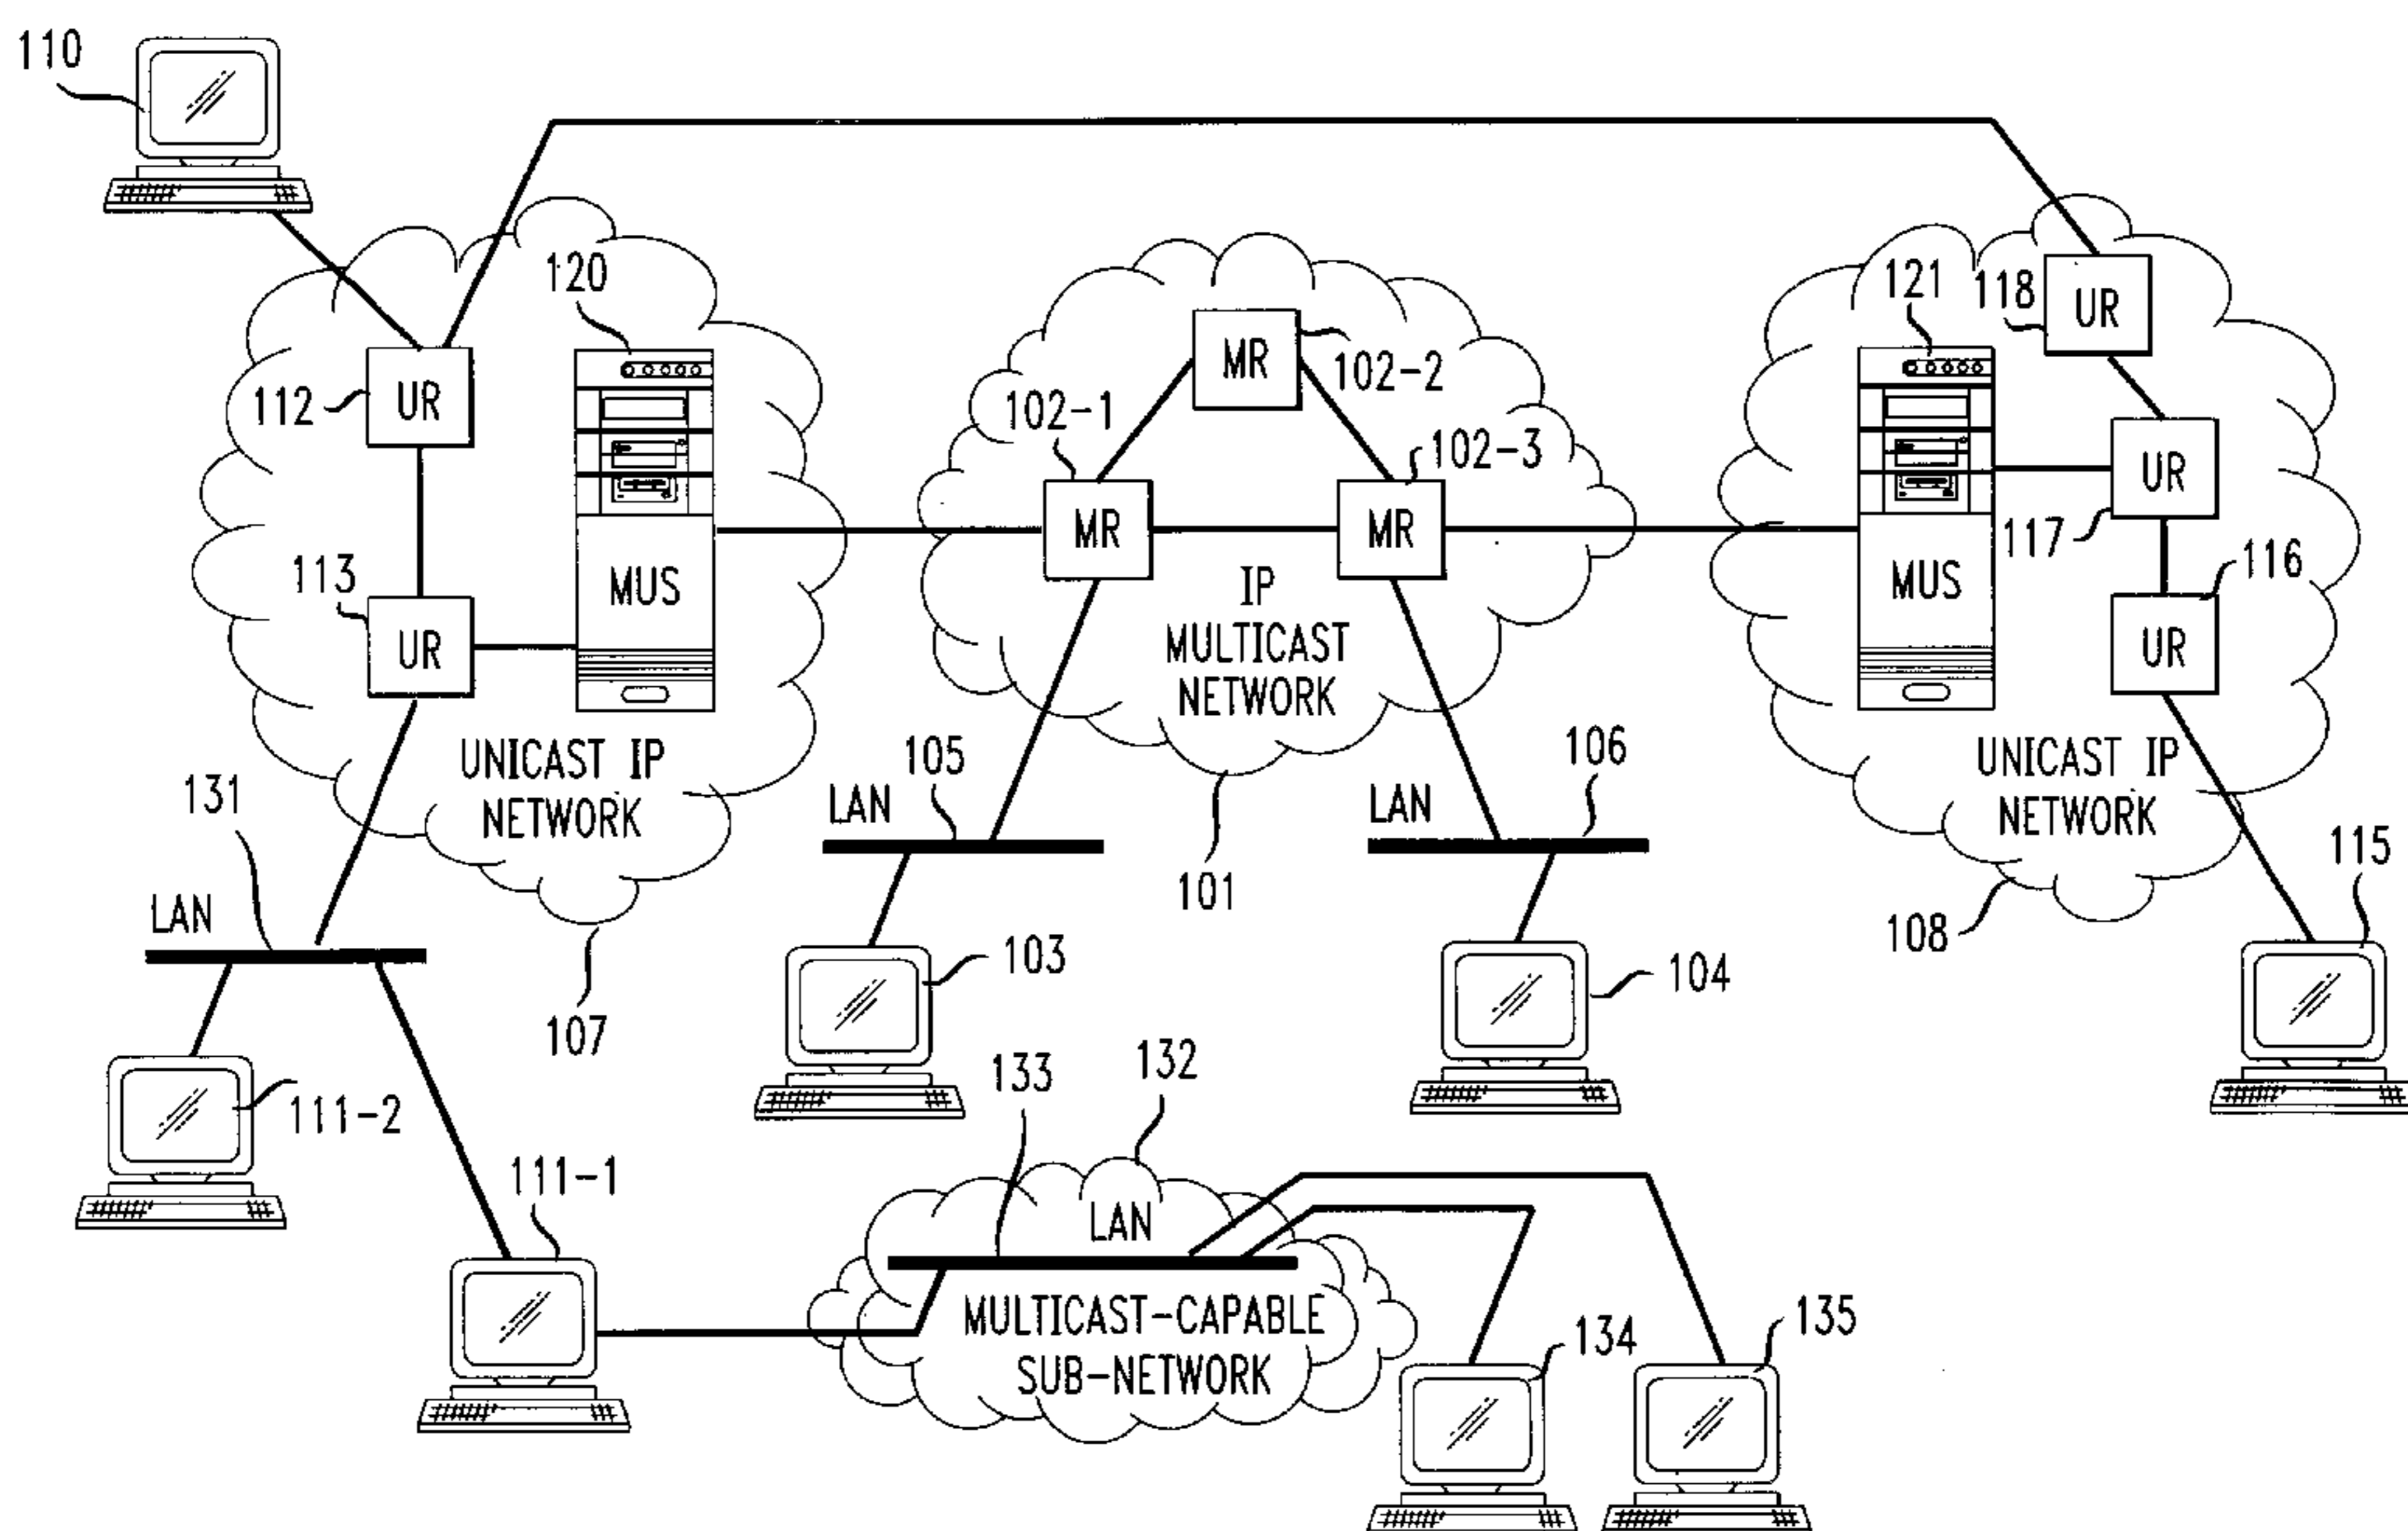 110
120
121
118
UR
MR
102-2
112
UR
102-1
102-3
UR
MR
MR
117
113
MUS
IP
MULTICAST
NETWORK
MUS
116
UR
UR
UNICAST IP
NETWORK
105
106
UNICAST IP
NETWORK
131
LAN
LAN
115
101
LAN
108
103
104
107
132
133
111-2
111-1
LAN
MULTICAST-CAPABLE
SUB-NETWORK
134
135